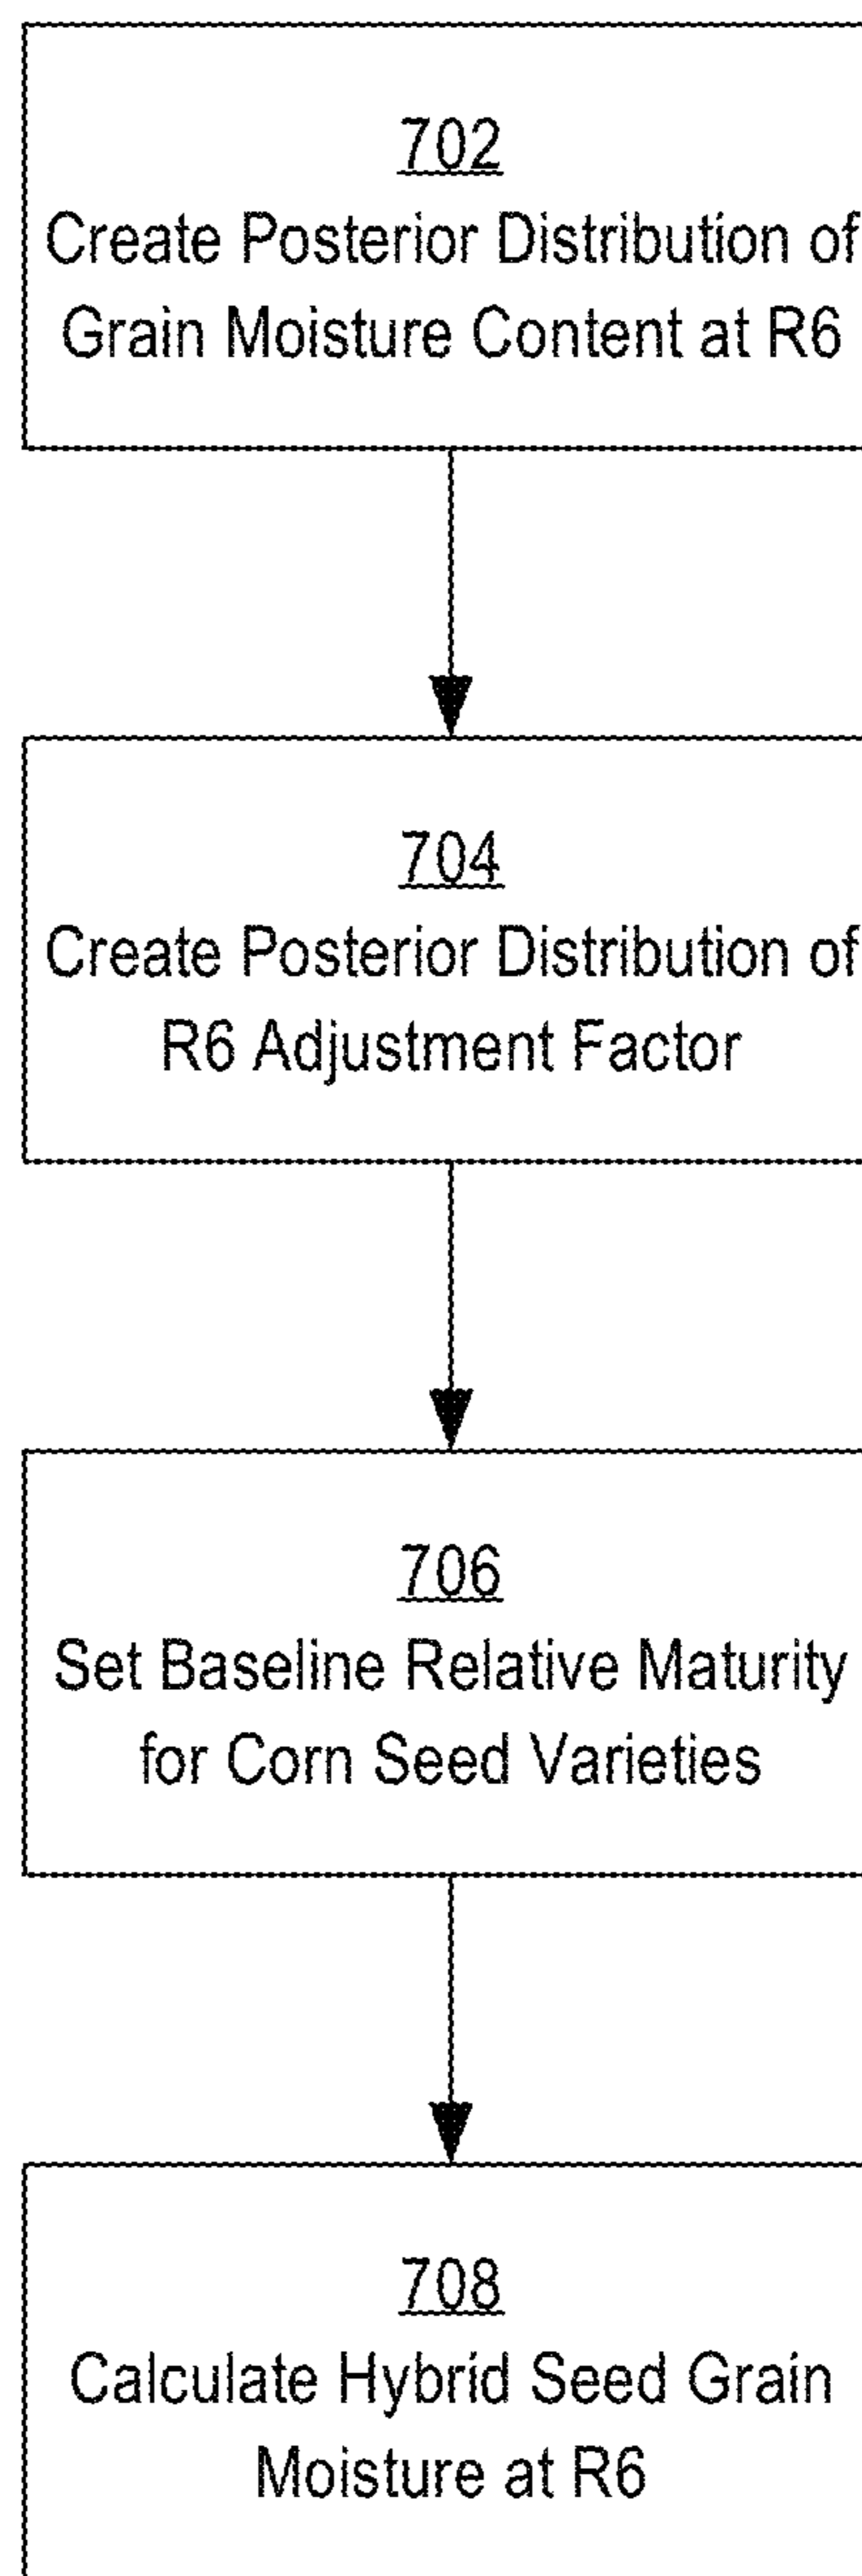 702
Create Posterior Distribution of
Grain Moisture Content at R6
704
Create Posterior Distribution of
R6 Adjustment Factor
706
Set Baseline Relative Maturity
for Corn Seed Varieties
708
Calculate Hybrid Seed Grain
Moisture at R6